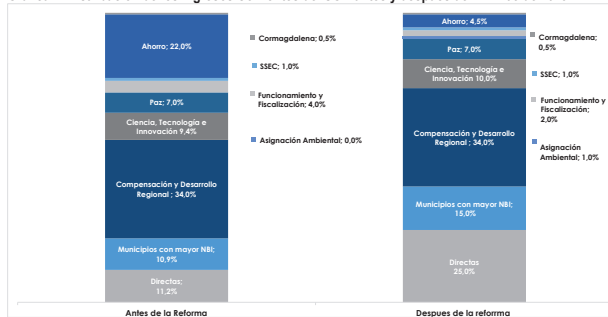 Ahorro; 22,0%
Paz; 7,0%
Ciencia, Tecnología e
Innovación 9,4%
Compensación y Desarrollo
Regional ; 34,0%
Municipios con mayor NBI;
10,9%
Directas;
11,2%
Antes de la Reforma
Cormagdalena; 0,5%
SSEC; 1,0%
Funcionamiento y
Fiscalización; 4,0%
Asignación Ambiental; 0,0%
Ahorro; 4,5%
Paz; 7,0%
Ciencia, Tecnología e
Innovación 10,0%
Compensación y Desarrollo
Regional; 34,0%
Municipios con mayor NBI
15,0%
Directas
25,0%
Despues de la reforrma
Cormagdalena;
0,5%
SSEC; 1,0%
Funcionamiento y
Fiscalización;
2,0%
Asignación
Ambiental; 1,0%